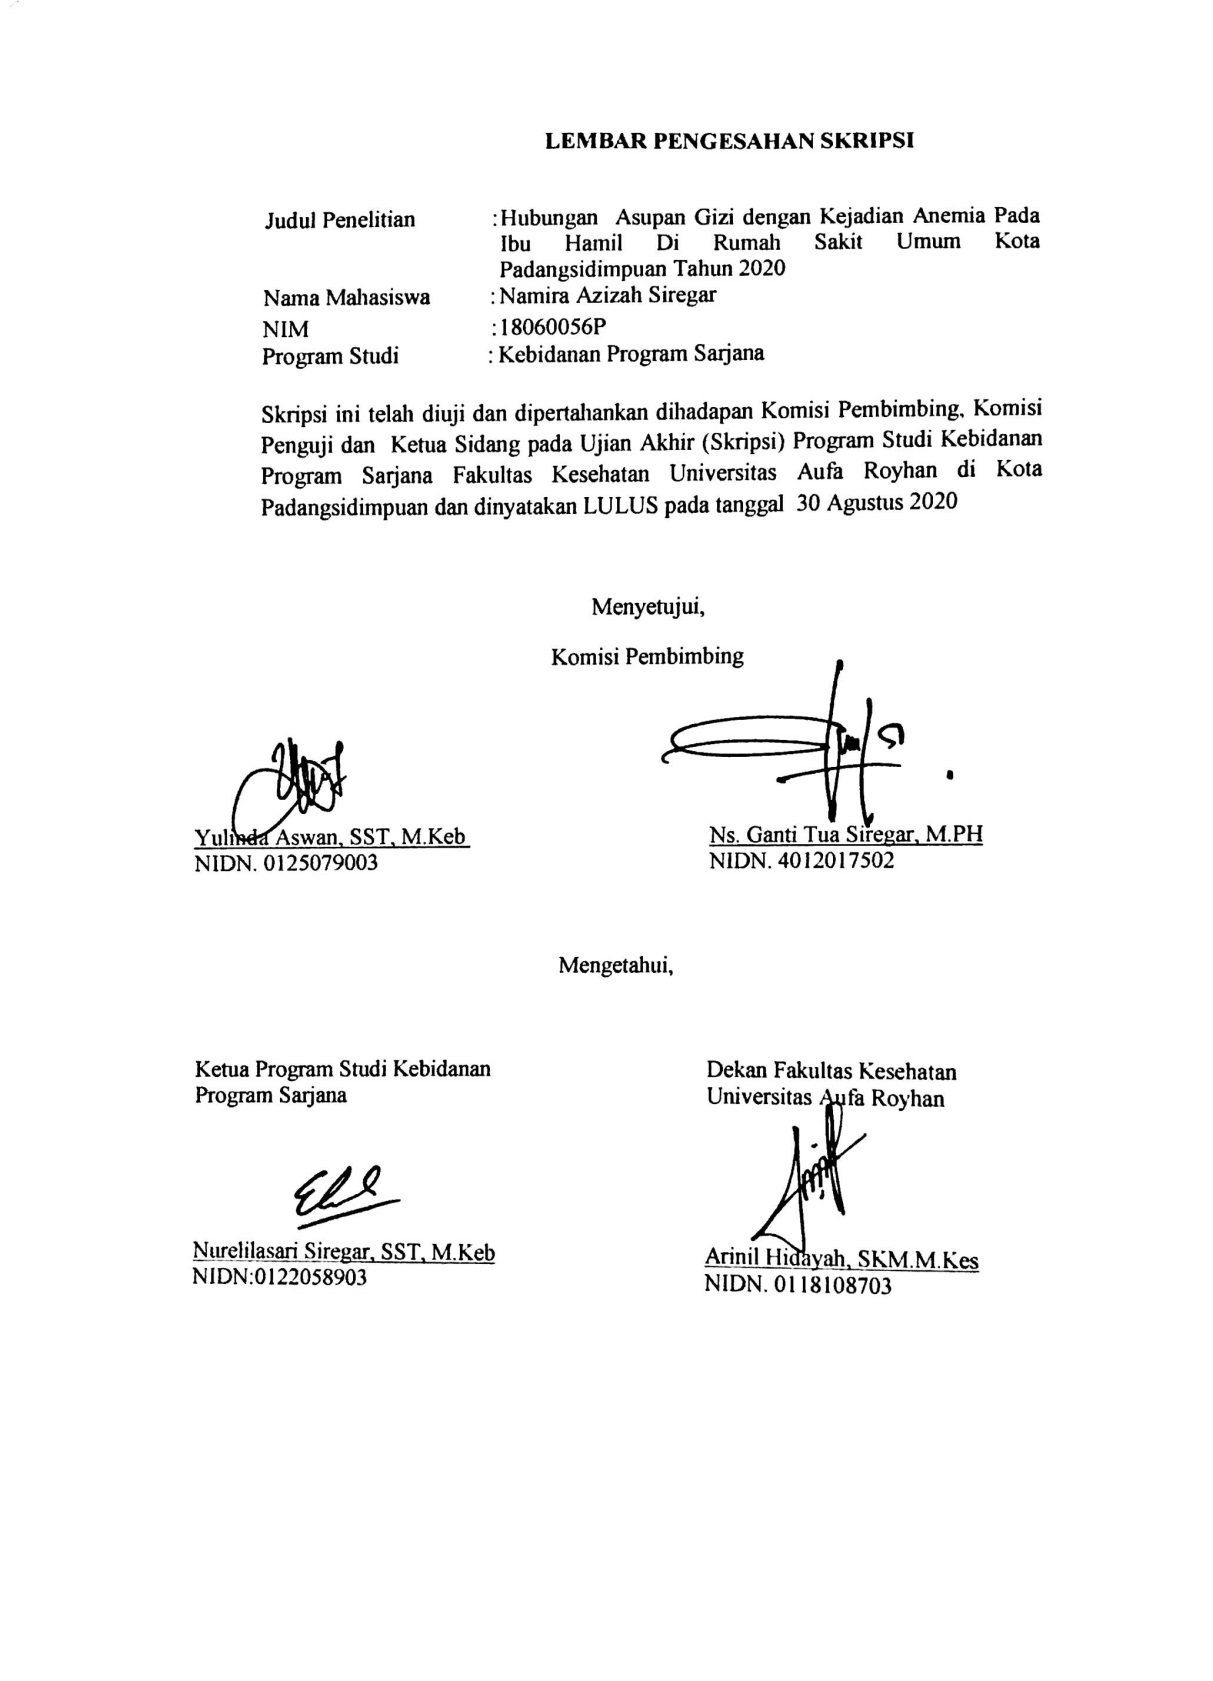 LEMBAR PENGESAHAN SKRIPSI
Judul Penelitian : Hubungan Asupan Gizi dengan Kejadian Anemia Pada
Ibu Hamil Di Rumah Sakit Umum Kota
Padangsidimpuan Tahun 2020
Nama Mahasiswa : Namira Azizah Siregar
NIM : 18060056P
Program Studi : Kebidanan Program Sarjana
Skripsi ini telah diuji dan dipertahankan dihadapan Komisi Pembimbing, Komisi
Penguji dan Ketua Sidang pada Ujian Akhir (Skripsi) Program Studi Kebidanan
Program Sarjana Fakultas Kesehatan Universitas Aufa Royhan di Kota
Padangsidimpuan dan dinyatakan LULUS pada tanggal 30 Agustus 2020
Menyetujui,
Komisi Pembimbing
Yulinda Aswan, SST, M.Keb
NIDN. 0125079003
Ns. Ganti Tua Siregar, M.PH
NIDN. 4012017502
Mengetahui,
Ketua Program Studi Kebidanan
Program Sarjana
Dekan Fakultas Kesehatan
Universitas Aufa Royhan
Nurelilasari Siregar, SST, M.Keb
NIDN:0122058903
Arinil Hidayah, SKM.M.Kes
NIDN. 0118108703